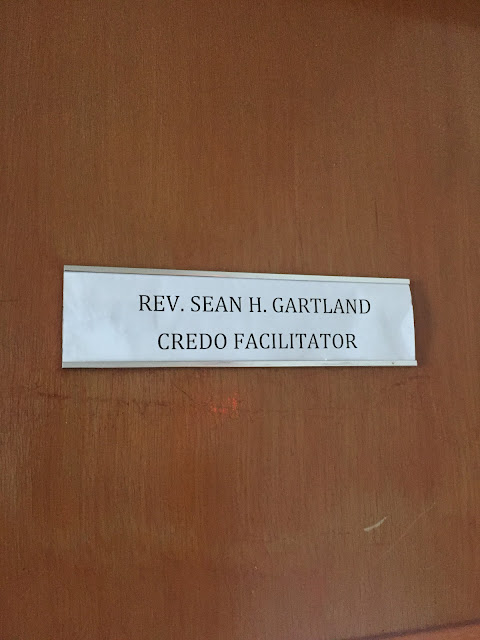 REV. SEAN H. GARTLAND
CREDO FACILITATOR